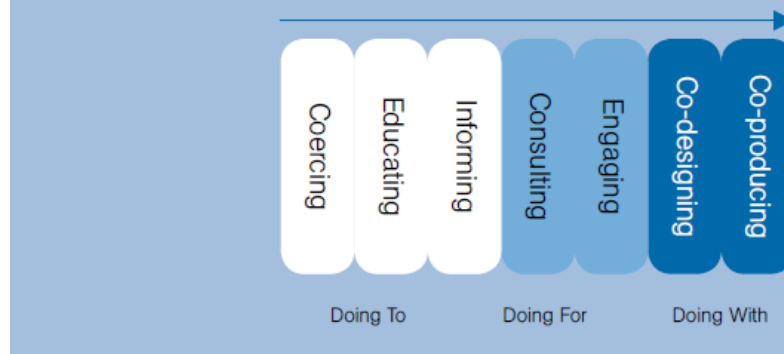 Coercing
Educating
Informing
Consulting
Engaging
Co-designing
Co-producing
Doing To
Doing For
Doing With